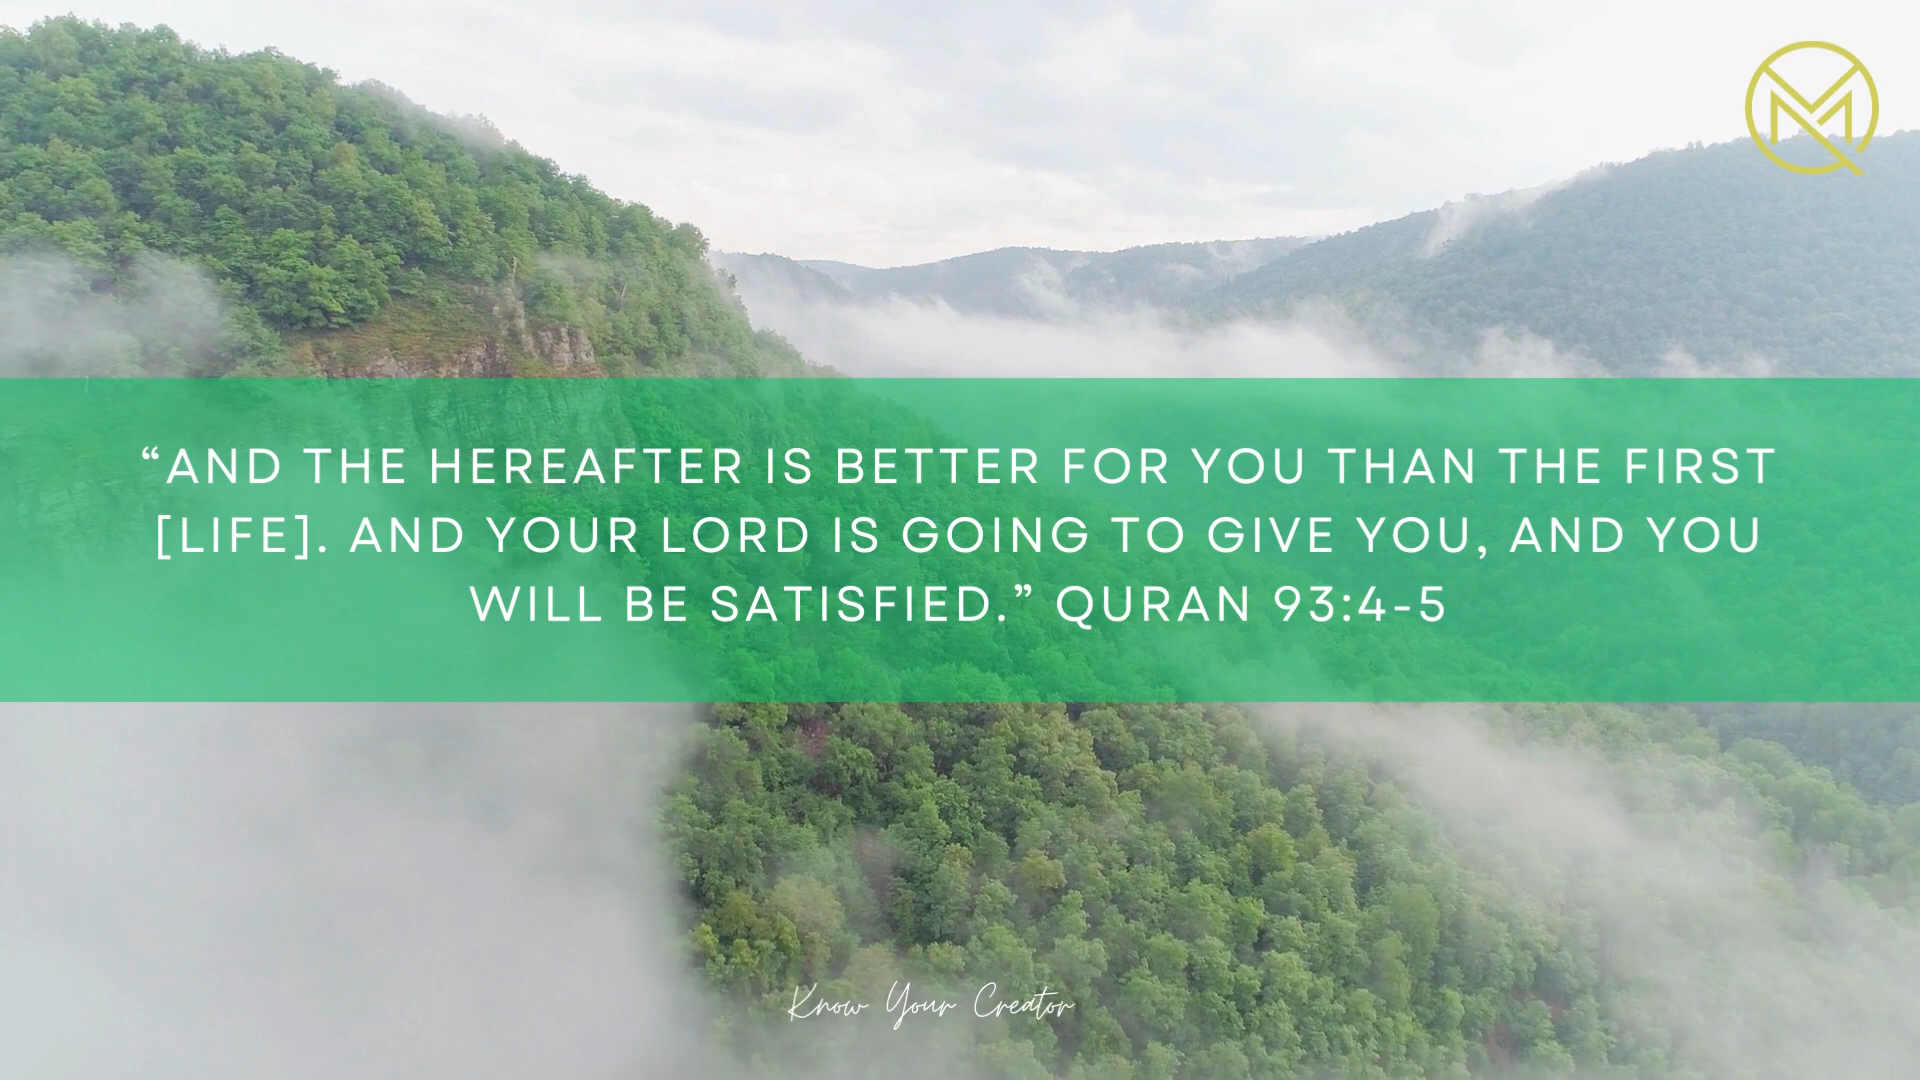 “AND THE HEREAFTER IS BETTER FOR YOU THAN THE FIRST
[LIFE]. AND YOUR LORD IS GOING TO GIVE YOU, AND YOU
WILL BE SATISFIED.” QURAN 93:4-5
Know Your Creator